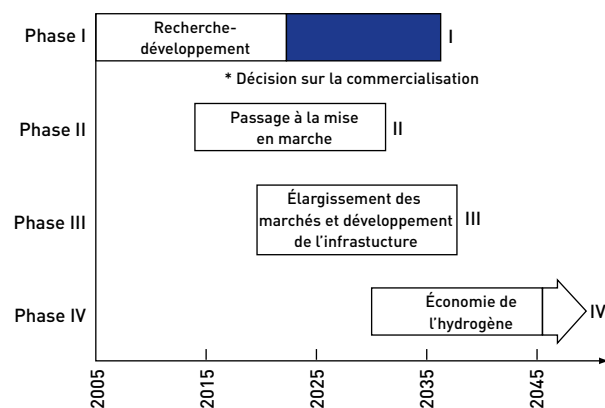 Phase I
Recherche-
développement
I
* Décision sur la commercialisation
Phase II
Passage à la mise
en marche
II
Phase III
Élargissement des
marchés et développement
de l'infrastucture
III
Phase IV
Économie de
l'hydrogène
IV
2005
2015
2025
2035
2045